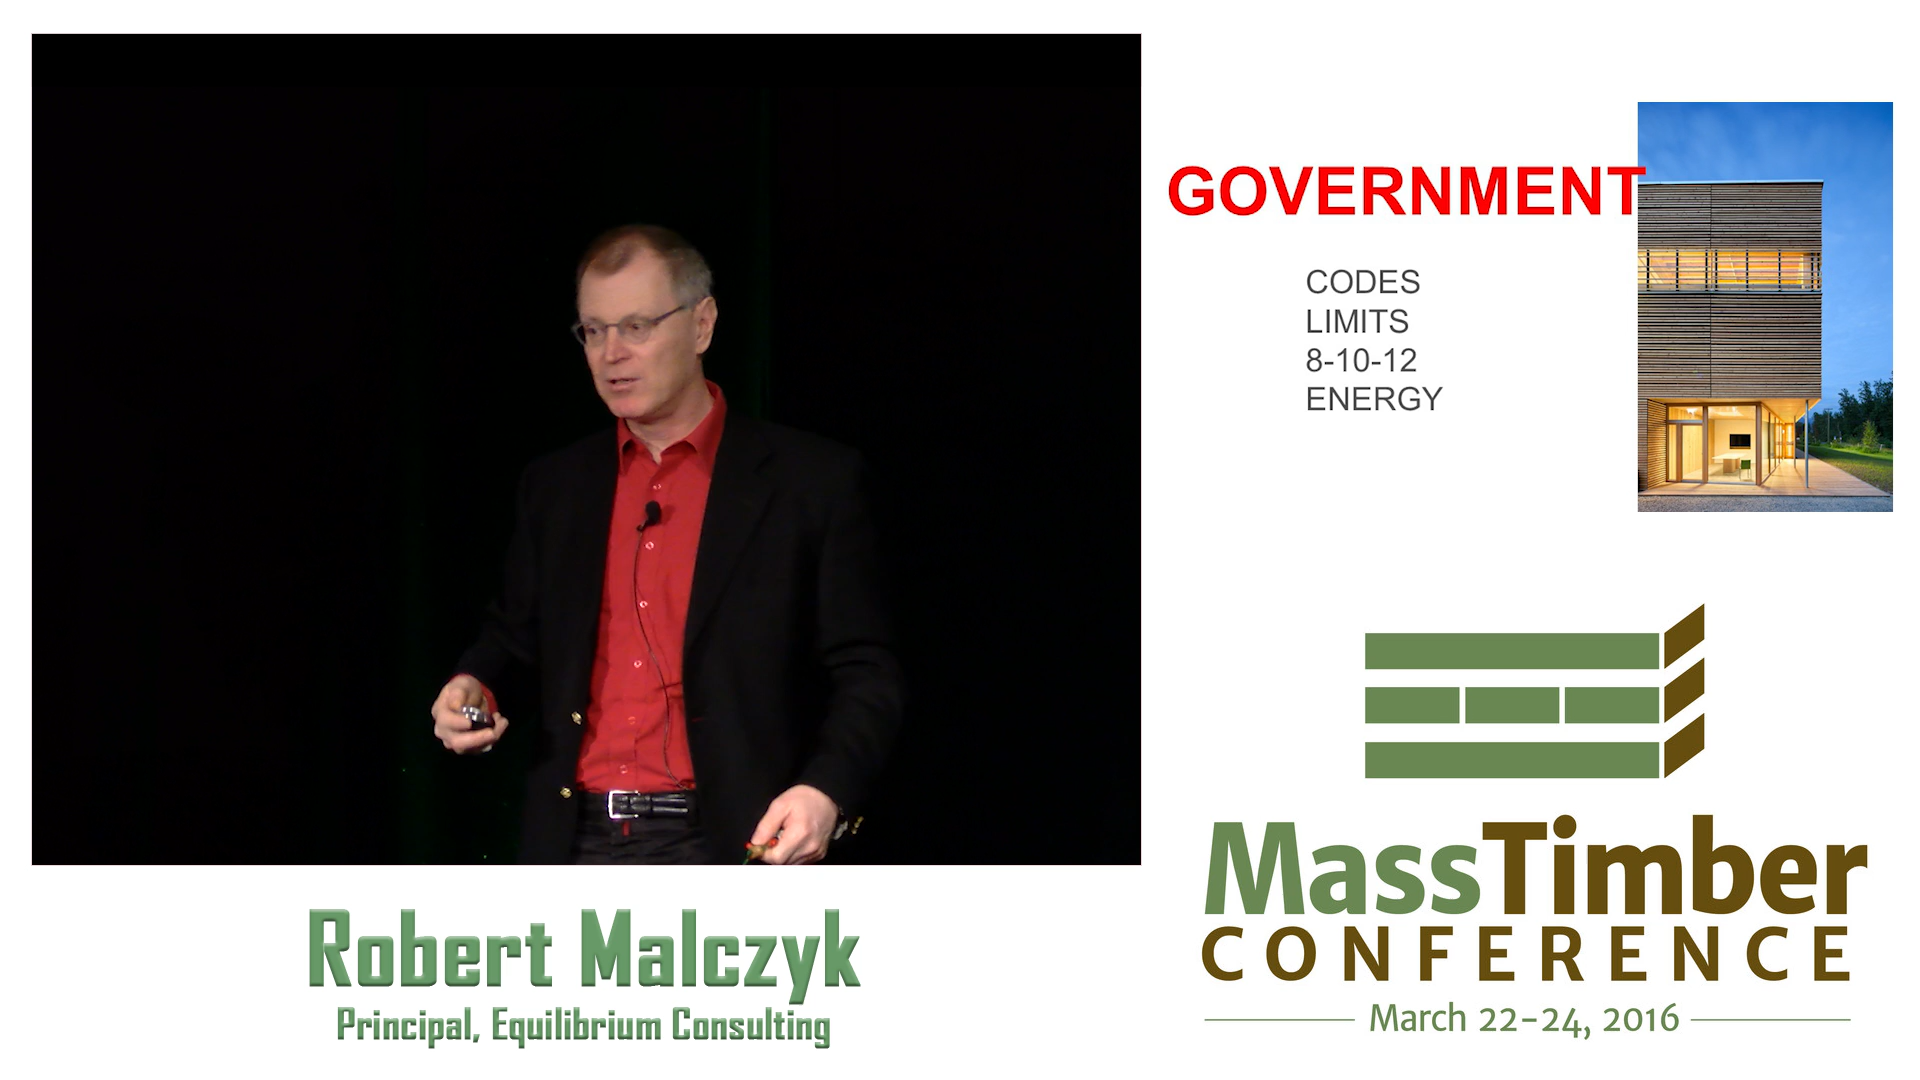 GOVERNMENT
CODES
LIMITS
8-10-12
ENERGY
MassTimber
CONFERENCE
March 22-24, 2016
Robert Malczyk
Principal, Equilibrium Consulting